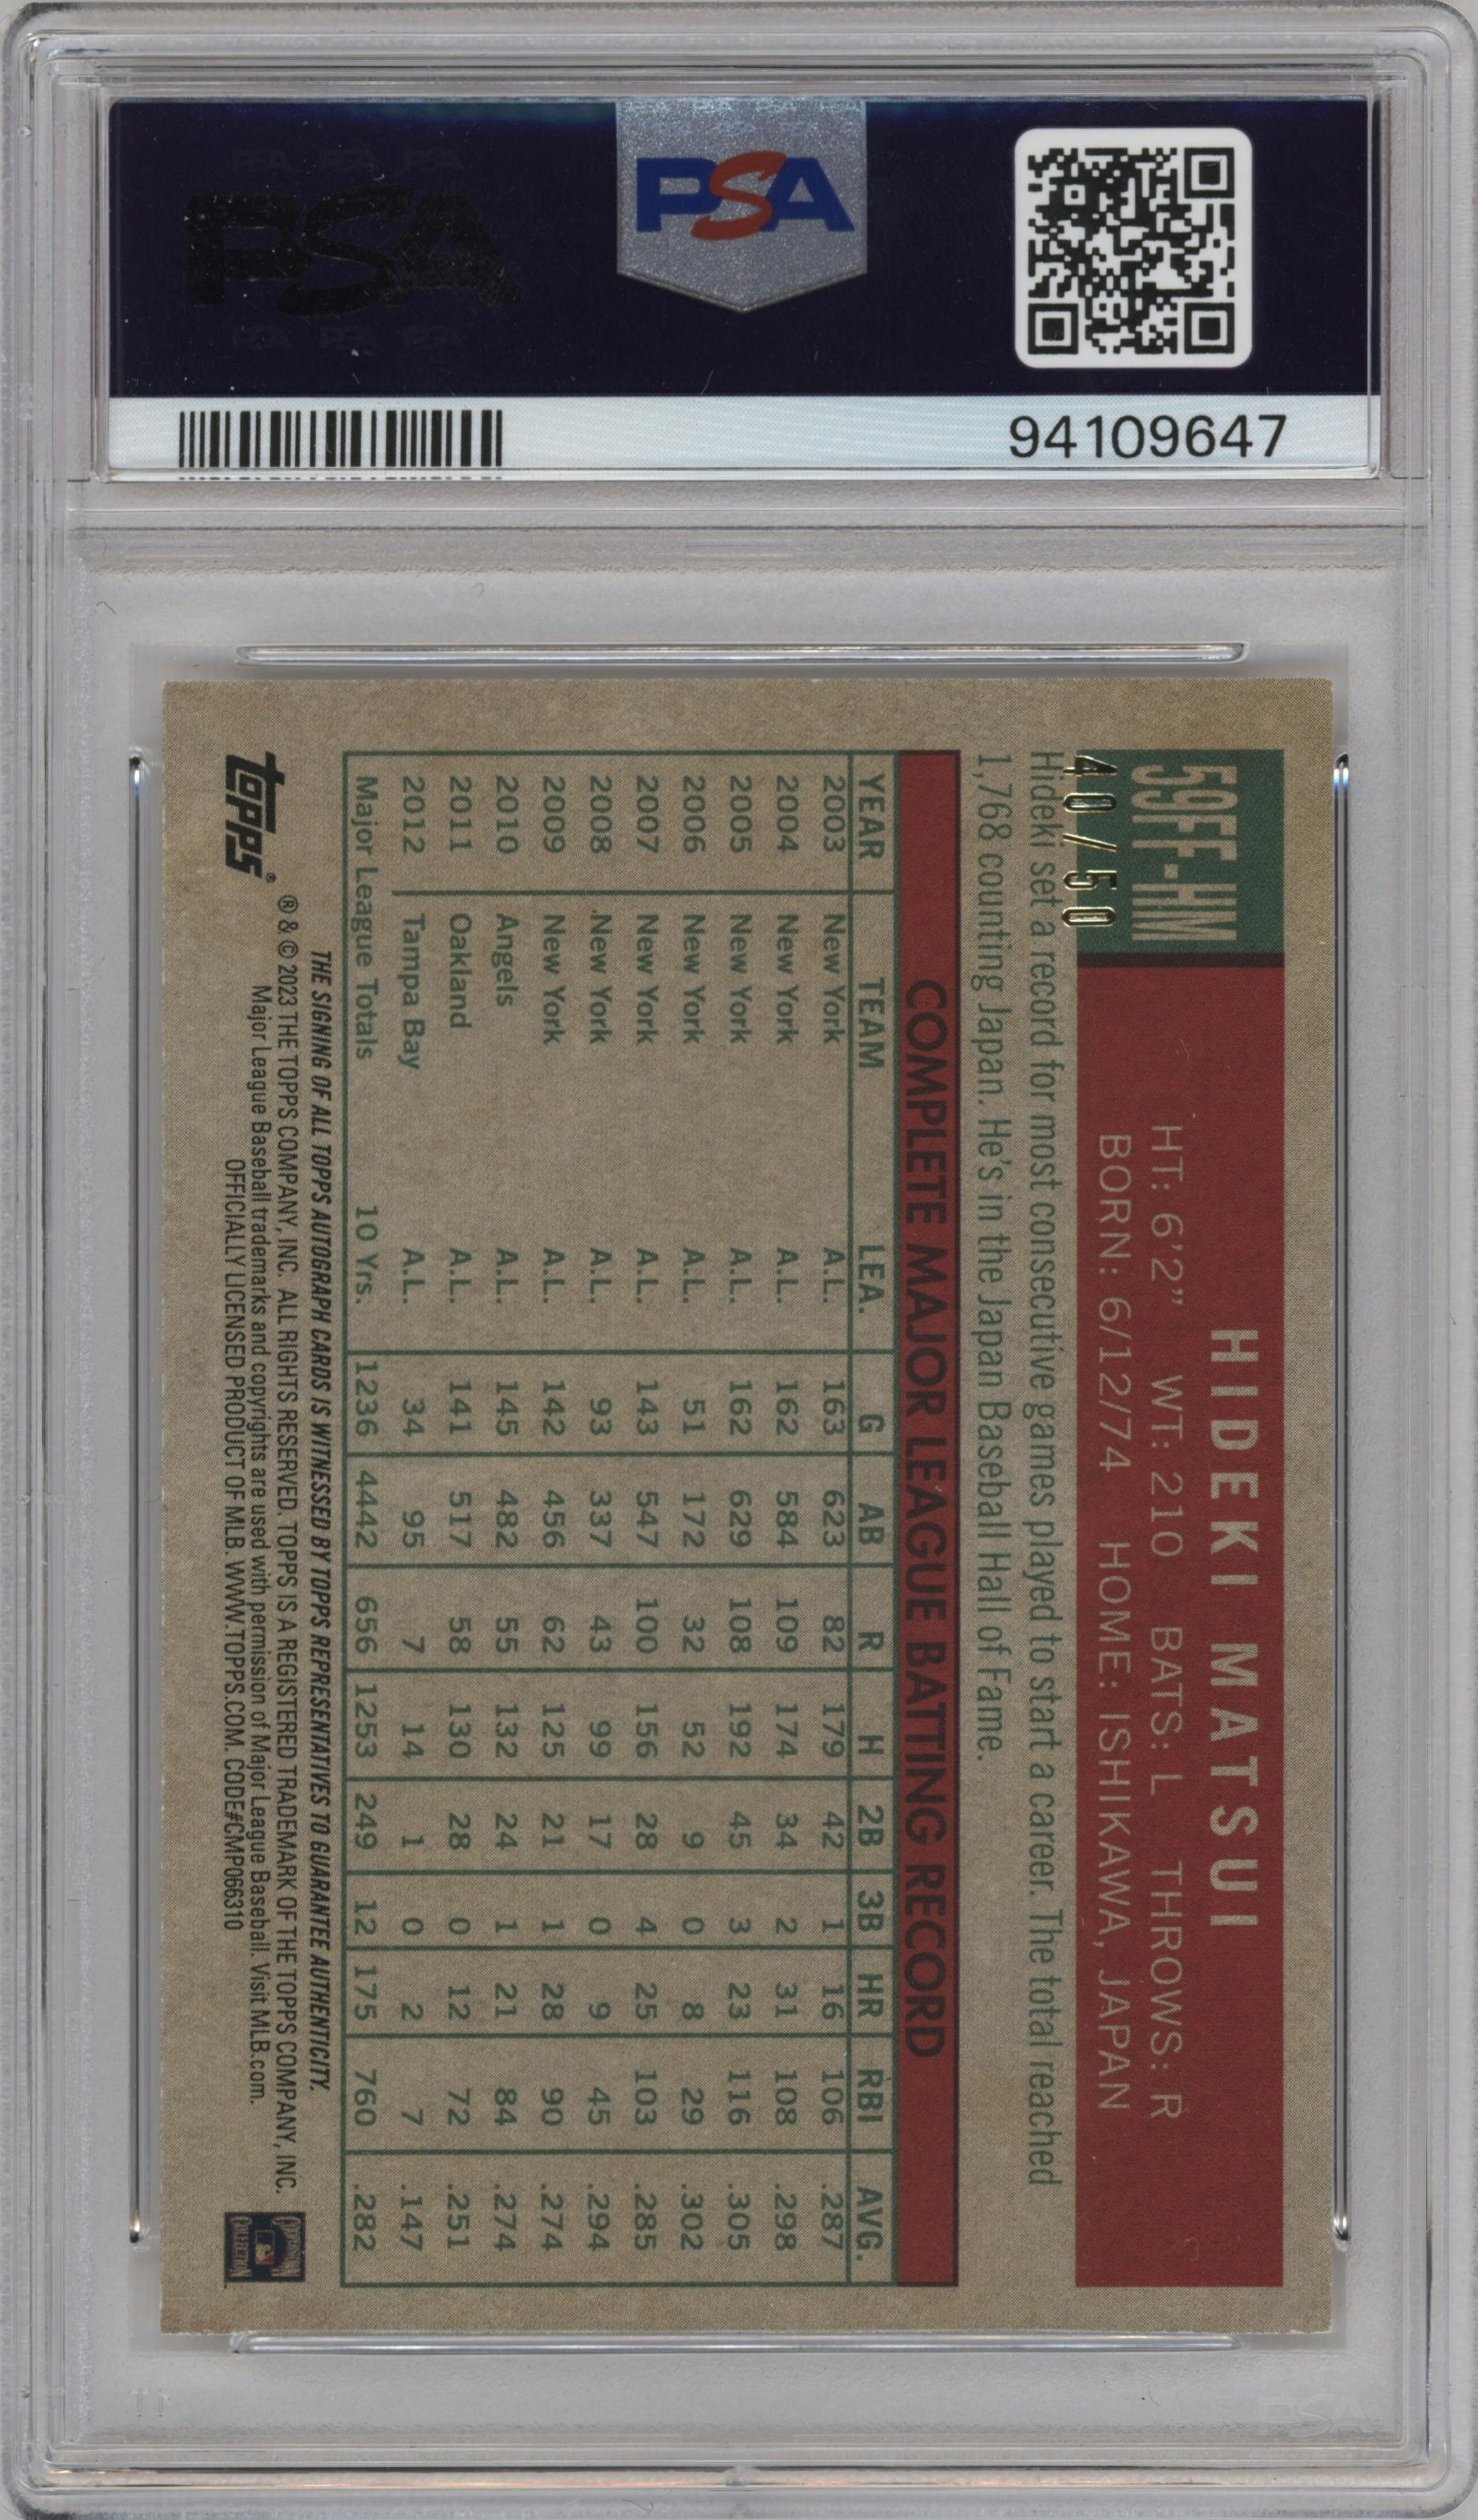 PSA
PSA
94109647
59FF-HM
HIDEKI MATSUI
HT: 6'2" WT: 210 BATS: L THROWS: R
BORN: 6/12/74 HOME: ISHIKAWA, JAPAN
40/50
Hideki set a record for most consecutive games played to start a career. The total reached
1,768 counting Japan. He's in the Japan Baseball Hall of Fame.
COMPLETE MAJOR LEAGUE BATTING RECORD
YEAR TEAM LEA. G AB R H 2B 3B HR RBI AVG.
2003 New York A.L. 163 623 82 179 42 1 16 106 .287
2004 New York A.L. 162 584 109 174 34 2 31 108 .298
2005 New York A.L. 162 629 108 192 45 3 23 116 .305
2006 New York A.L. 51 172 32 52 9 0 8 29 .302
2007 New York A.L. 143 547 100 156 28 4 25 103 .285
2008 New York A.L. 93 337 43 99 17 0 9 45 .294
2009 New York A.L. 142 456 62 125 21 1 28 90 .274
2010 Angels A.L. 145 482 55 132 24 1 21 84 .274
2011 Oakland A.L. 141 517 58 130 28 0 12 72 .251
2012 Tampa Bay A.L. 34 95 7 14 1 0 2 7 .147
Major League Totals 10 Yrs. 1236 4442 656 1253 249 12 175 760 .282
THE SIGNING OF ALL TOPPS AUTOGRAPH CARDS IS WITNESSED BY TOPPS REPRESENTATIVES TO GUARANTEE AUTHENTICITY.
® & © 2023 THE TOPPS COMPANY, INC. ALL RIGHTS RESERVED. TOPPS IS A REGISTERED TRADEMARK OF THE TOPPS COMPANY, INC.
Major League Baseball trademarks and copyrights are used with permission of Major League Baseball. Visit MLB.com.
OFFICIALLY LICENSED PRODUCT OF MLB. WWW.TOPPS.COM. CODE#CMP066310
topps®
COOPERSTOWN
COLLECTION